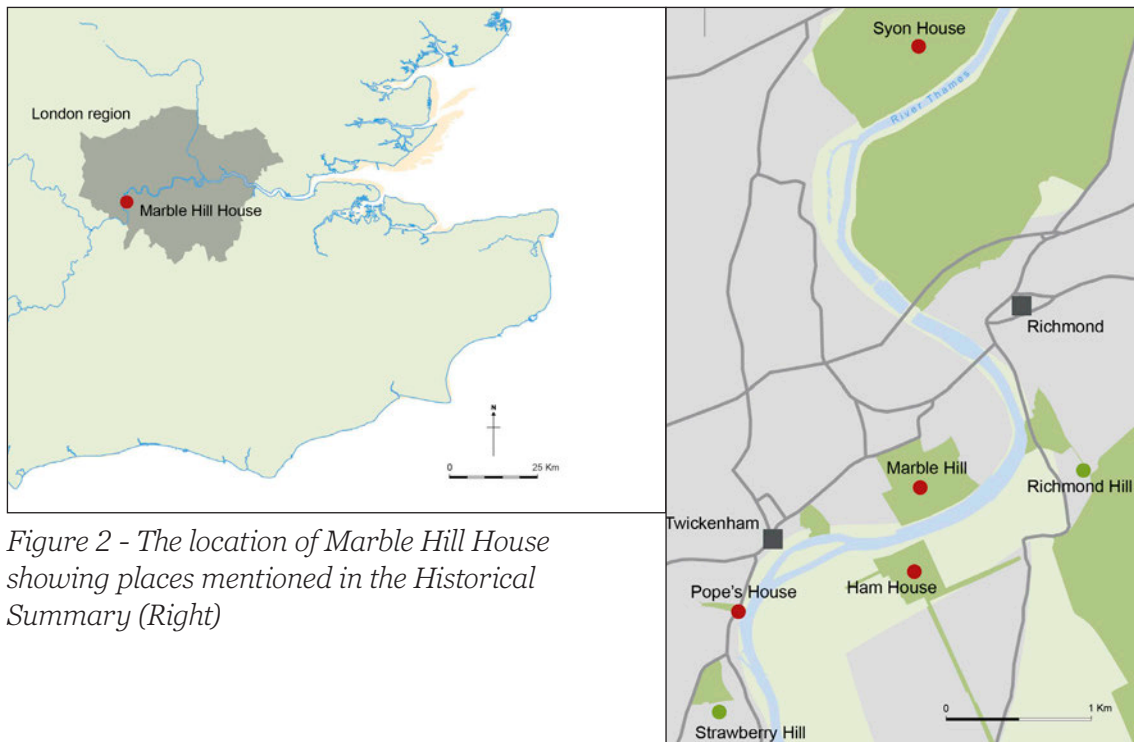 London region
Marble Hill House
N
0 25 Km
Figure 2 - The location of Marble Hill House
showing places mentioned in the Historical
Summary (Right)
Syon House
River Thames
Richmond
Marble Hill
Richmond Hill
Twickenham
Ham House
Pope's House
0 1 Km
Strawberry Hill